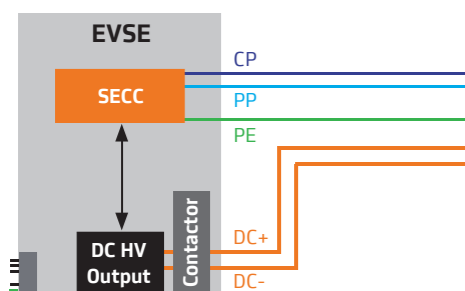 EVSE
CP
SECC
PP
PE
Contactor
DC+
DC HV
Output
DC-